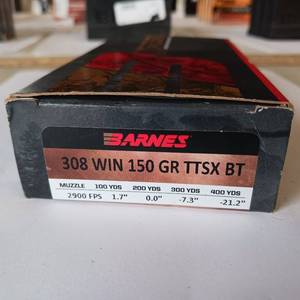 BARNES
308 WIN 150 GR TTSX BT
MUZZLE 100 YDS 200 YDS 300 YDS 400 YDS
2900 FPS 1.7" 0.0" -7.3" -21.2"